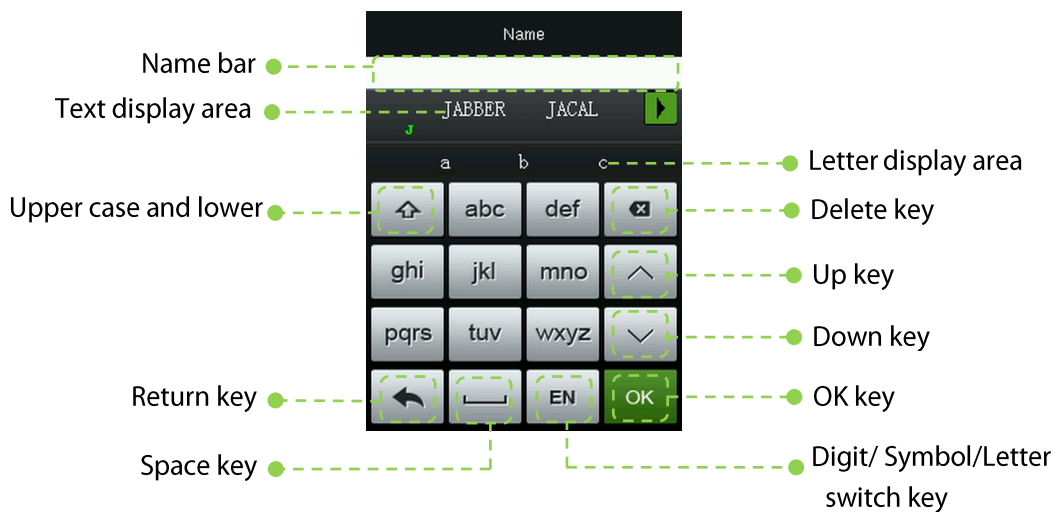 Name
Name bar
Text display area
JABBER JACAL
J
a b c
Letter display area
Upper case and lower
abc def
Delete key
ghi jkl mno
Up key
pqrs tuv wxyz
Down key
Return key
EN OK
OK key
Space key
Digit/ Symbol/Letter
switch key